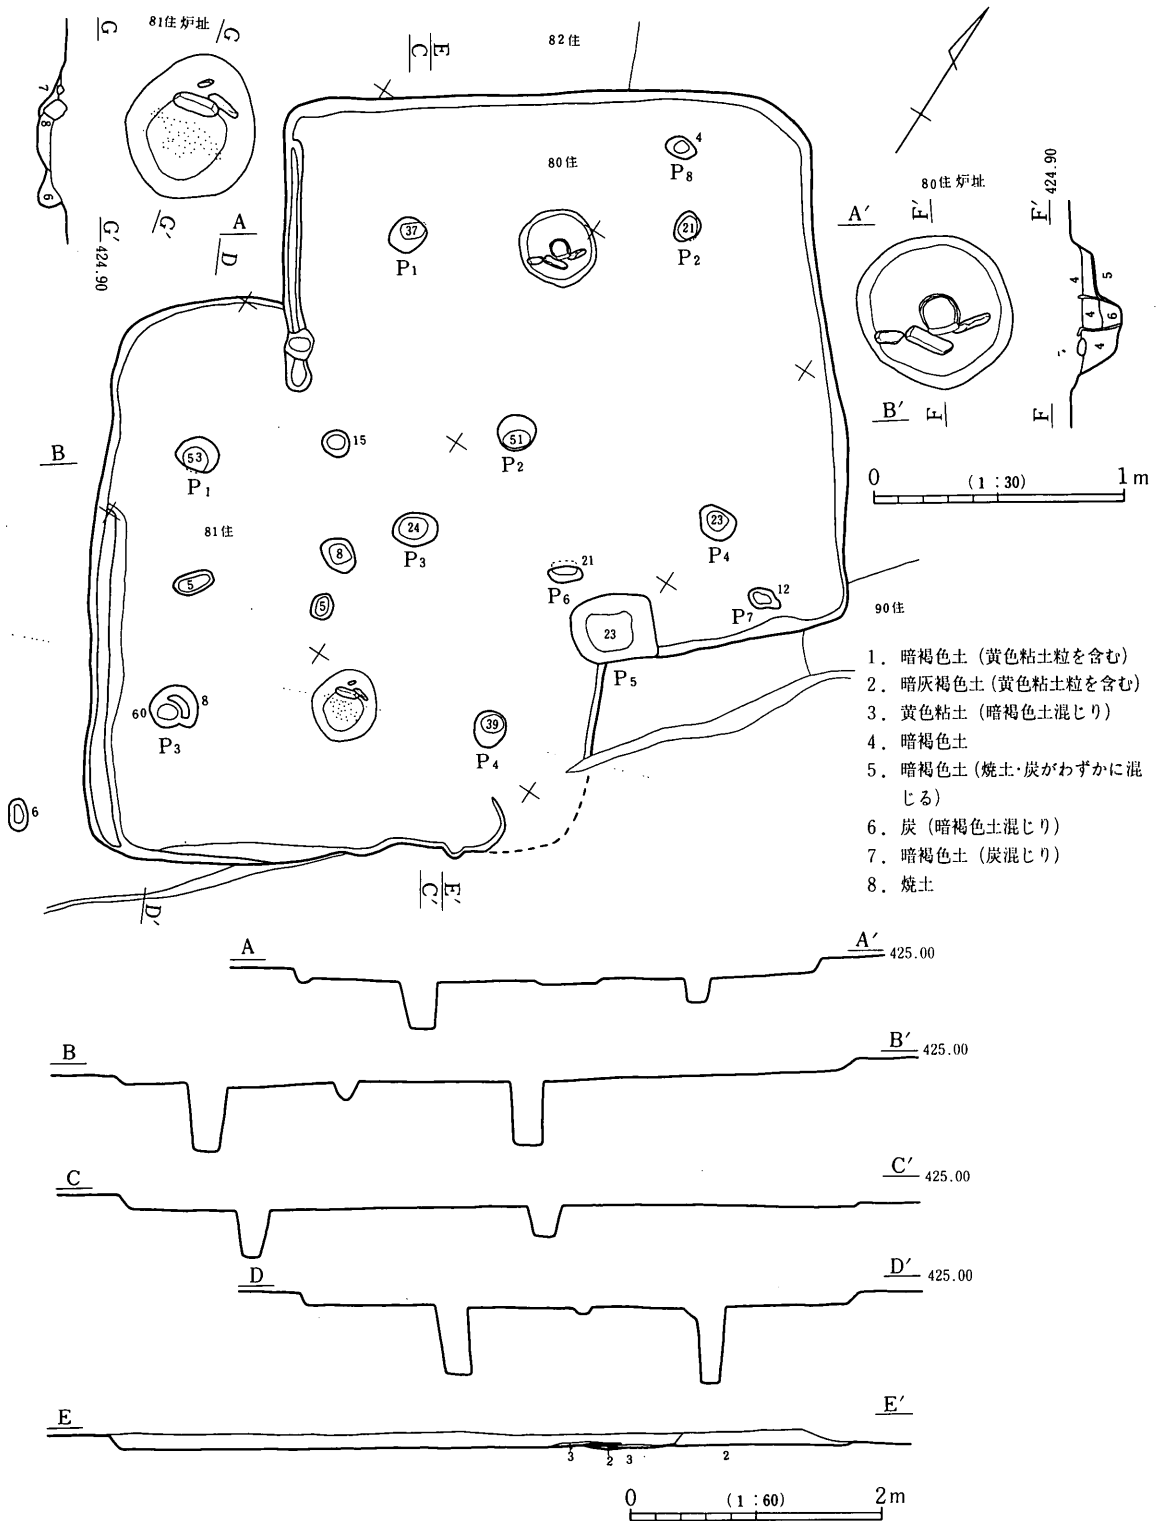 81住炉址
G
G
7
8
6
G'
G'
424.90
A
D
E
C
82住
80住
4
P8
37
P1
21
P2
80住炉址
A'
F'
F'
424.90
4
5
4
6
4
B'
F
F
0 (1:30) 1m
B
53
P1
15
51
P2
81住
24
P3
23
P4
8
5
5
21
P6
12
P7
23
P5
90住
60
8
P3
39
P4
6
D'
E'
C'
1. 暗褐色土(黄色粘土粒を含む)
2. 暗灰褐色土(黄色粘土粒を含む)
3. 黄色粘土(暗褐色土混じり)
4. 暗褐色土
5. 暗褐色土(焼土・炭がわずかに混
じる)
6. 炭(暗褐色土混じり)
7. 暗褐色土(炭混じり)
8. 焼土
A A' 425.00
B B' 425.00
C C' 425.00
D D' 425.00
E E'
3 2 3 2
0 (1:60) 2m